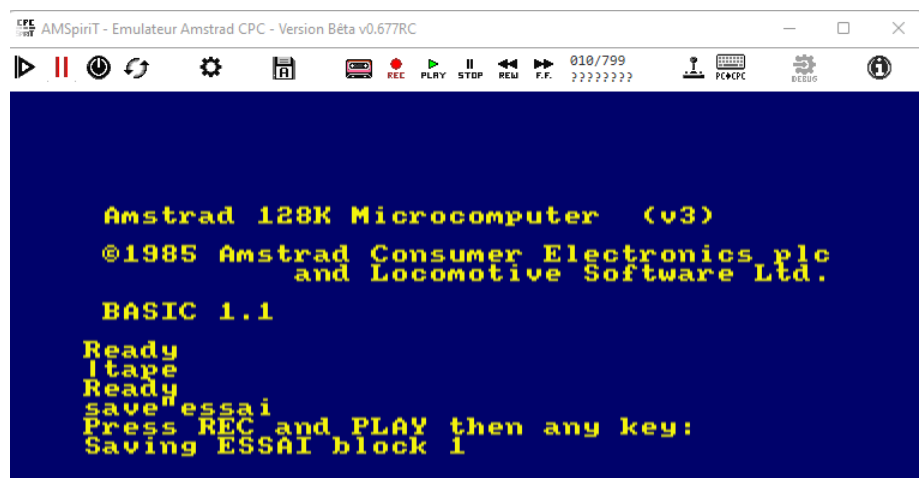 AMSpiriT - Emulateur Amstrad CPC - Version Bêta v0.677RC
REC PLAY STOP REW F.F. 010/799 ???????? PC CPC DEBUG
Amstrad 128K Microcomputer (v3)
©1985 Amstrad Consumer Electronics plc
and Locomotive Software Ltd.
BASIC 1.1
Ready
|tape
Ready
save"essai
Press REC and PLAY then any key:
Saving ESSAI block 1